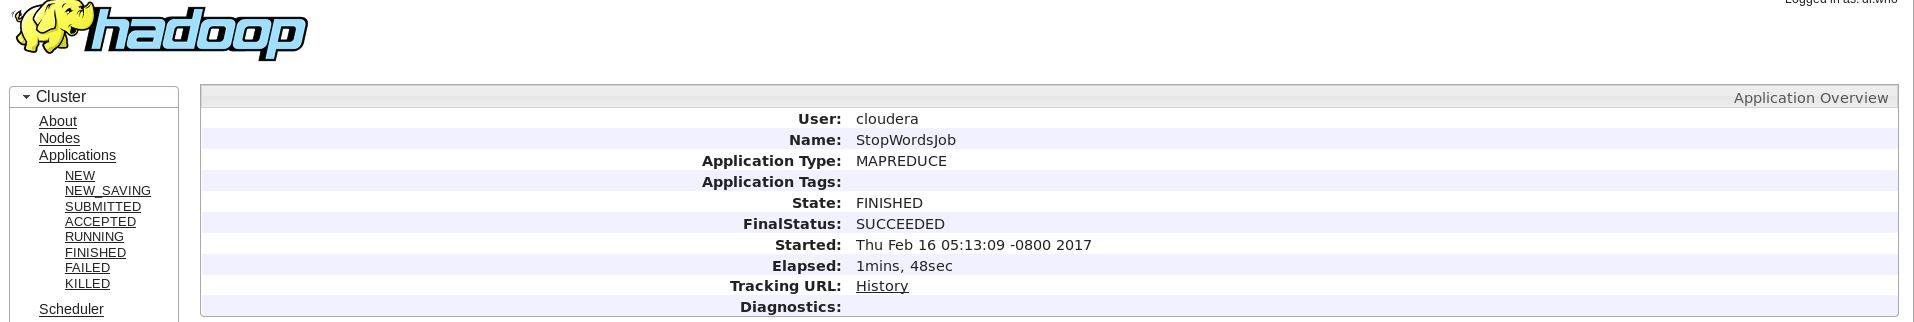 Logged in as: dr.who
hadoop
Cluster
About
Nodes
Applications
NEW
NEW_SAVING
SUBMITTED
ACCEPTED
RUNNING
FINISHED
FAILED
KILLED
Scheduler
Application Overview
User: cloudera
Name: StopWordsJob
Application Type: MAPREDUCE
Application Tags:
State: FINISHED
FinalStatus: SUCCEEDED
Started: Thu Feb 16 05:13:09 -0800 2017
Elapsed: 1mins, 48sec
Tracking URL: History
Diagnostics: